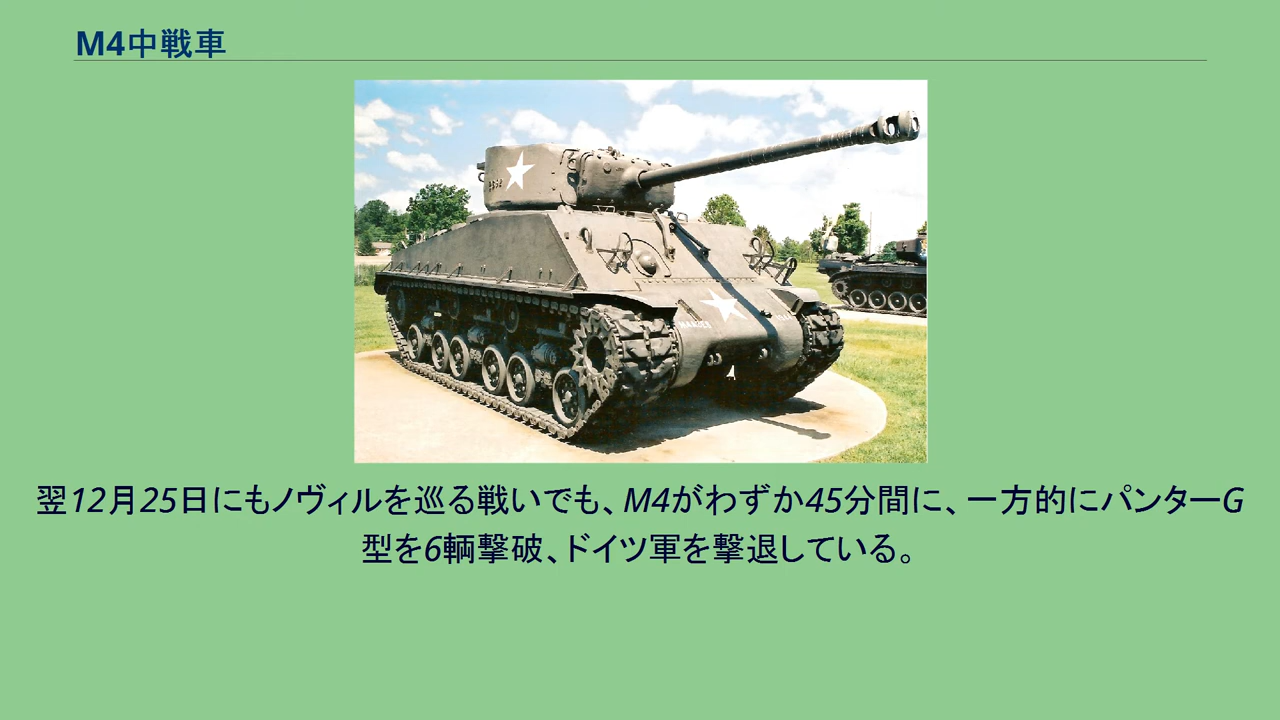 M4中戦車
翌12月25日にもノヴィルを巡る戦いでも、M4がわずか45分間に、一方的にパンターG
型を6輌撃破、ドイツ軍を撃退している。